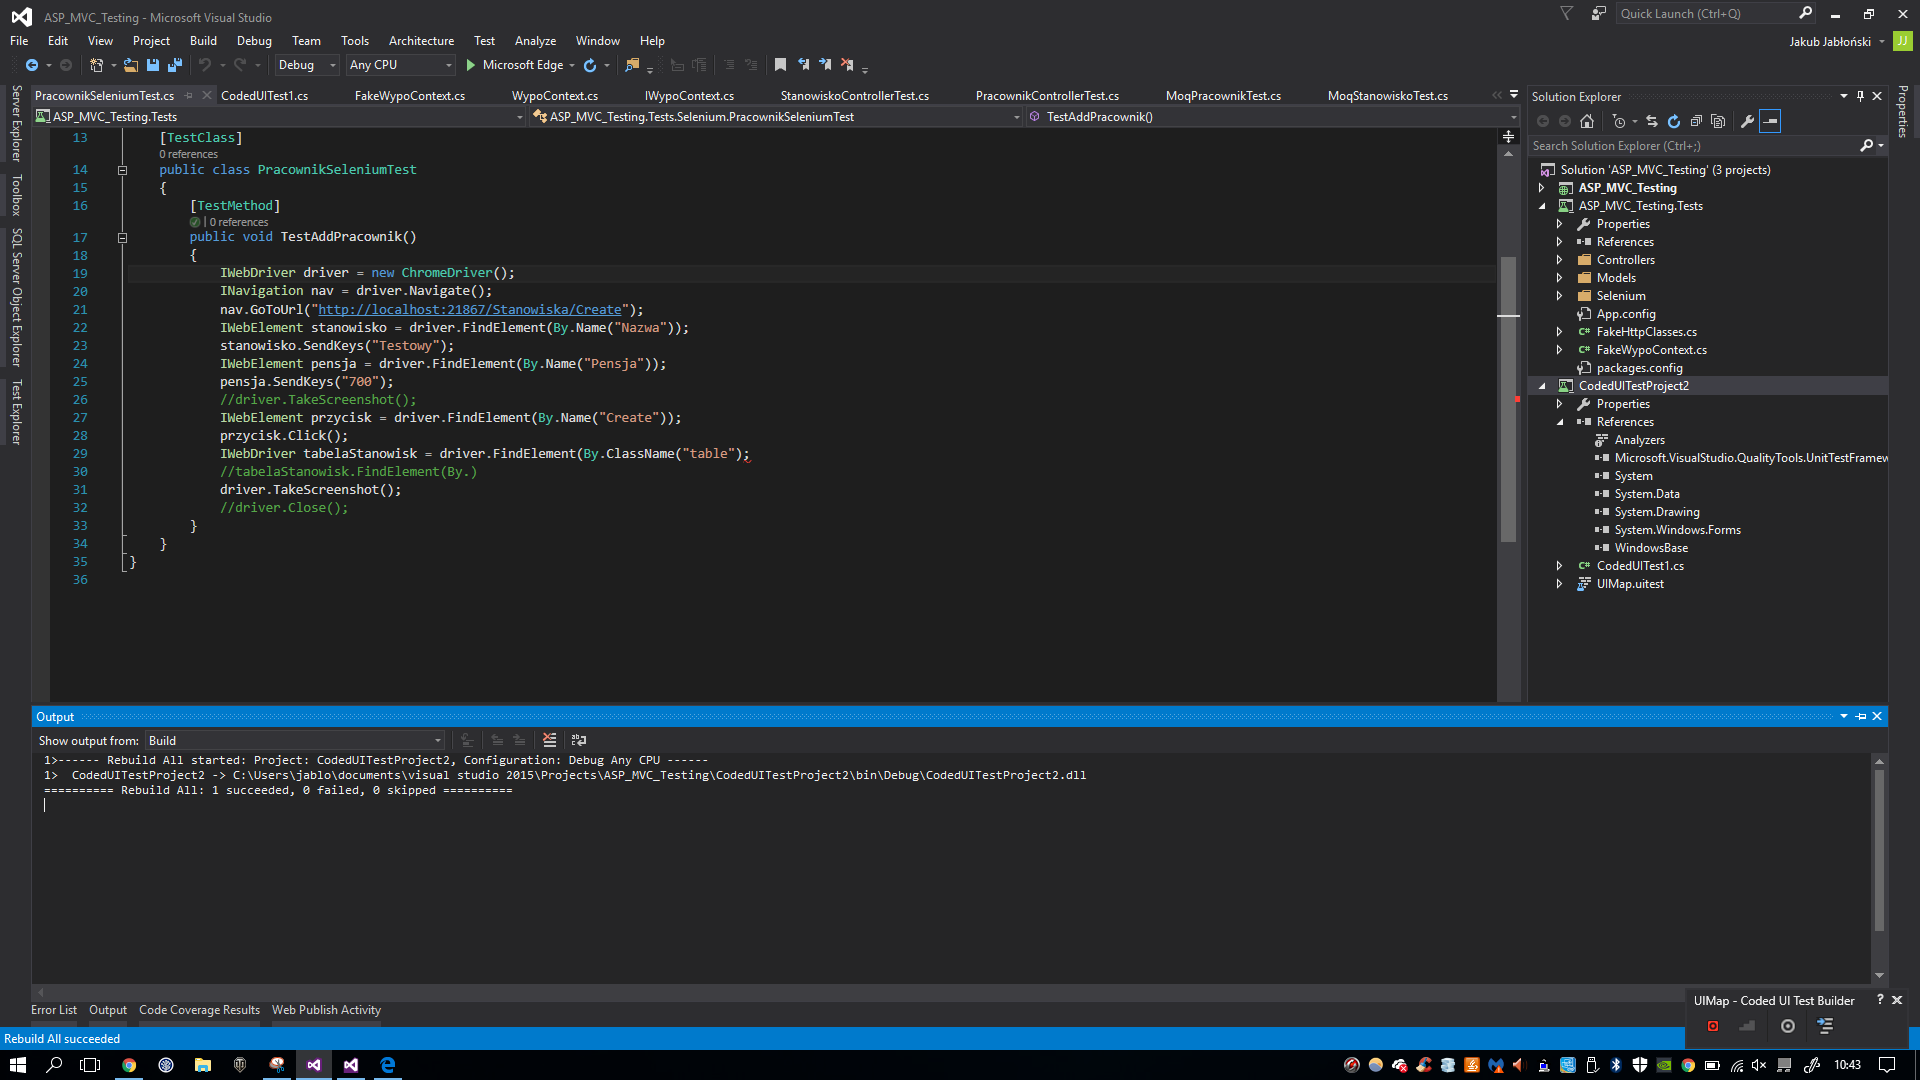 ASP_MVC_Testing - Microsoft Visual Studio
Quick Launch (Ctrl+Q)
File Edit View Project Build Debug Team Tools Architecture Test Analyze Window Help
Jakub Jabłoński JJ
Debug Any CPU Microsoft Edge
Server Explorer
Toolbox
SQL Server Object Explorer
Test Explorer
PracownikSeleniumTest.cs CodedUITest1.cs FakeWypoContext.cs WypoContext.cs IWypoContext.cs StanowiskoControllerTest.cs PracownikControllerTest.cs MoqPracownikTest.cs MoqStanowiskoTest.cs
ASP_MVC_Testing.Tests ASP_MVC_Testing.Tests.Selenium.PracownikSeleniumTest TestAddPracownik()
13 [TestClass]
0 references
14 public class PracownikSeleniumTest
15 {
16 [TestMethod]
| 0 references
17 public void TestAddPracownik()
18 {
19 IWebDriver driver = new ChromeDriver();
20 INavigation nav = driver.Navigate();
21 nav.GoToUrl("http://localhost:21867/Stanowiska/Create");
22 IWebElement stanowisko = driver.FindElement(By.Name("Nazwa"));
23 stanowisko.SendKeys("Testowy");
24 IWebElement pensja = driver.FindElement(By.Name("Pensja"));
25 pensja.SendKeys("700");
26 //driver.TakeScreenshot();
27 IWebElement przycisk = driver.FindElement(By.Name("Create"));
28 przycisk.Click();
29 IWebDriver tabelaStanowisk = driver.FindElement(By.ClassName("table");
30 //tabelaStanowisk.FindElement(By.)
31 driver.TakeScreenshot();
32 //driver.Close();
33 }
34 }
35 }
36
Solution Explorer
Search Solution Explorer (Ctrl+;)
Solution 'ASP_MVC_Testing' (3 projects)
ASP_MVC_Testing
ASP_MVC_Testing.Tests
Properties
References
Controllers
Models
Selenium
App.config
C# FakeHttpClasses.cs
C# FakeWypoContext.cs
packages.config
CodedUITestProject2
Properties
References
Analyzers
Microsoft.VisualStudio.QualityTools.UnitTestFramew
System
System.Data
System.Drawing
System.Windows.Forms
WindowsBase
C# CodedUITest1.cs
UIMap.uitest
Properties
Output
Show output from: Build
1>------ Rebuild All started: Project: CodedUITestProject2, Configuration: Debug Any CPU ------
1> CodedUITestProject2 -> C:\Users\jablo\documents\visual studio 2015\Projects\ASP_MVC_Testing\CodedUITestProject2\bin\Debug\CodedUITestProject2.dll
========== Rebuild All: 1 succeeded, 0 failed, 0 skipped ==========
Error List Output Code Coverage Results Web Publish Activity
UIMap - Coded UI Test Builder ?
Rebuild All succeeded
10:43